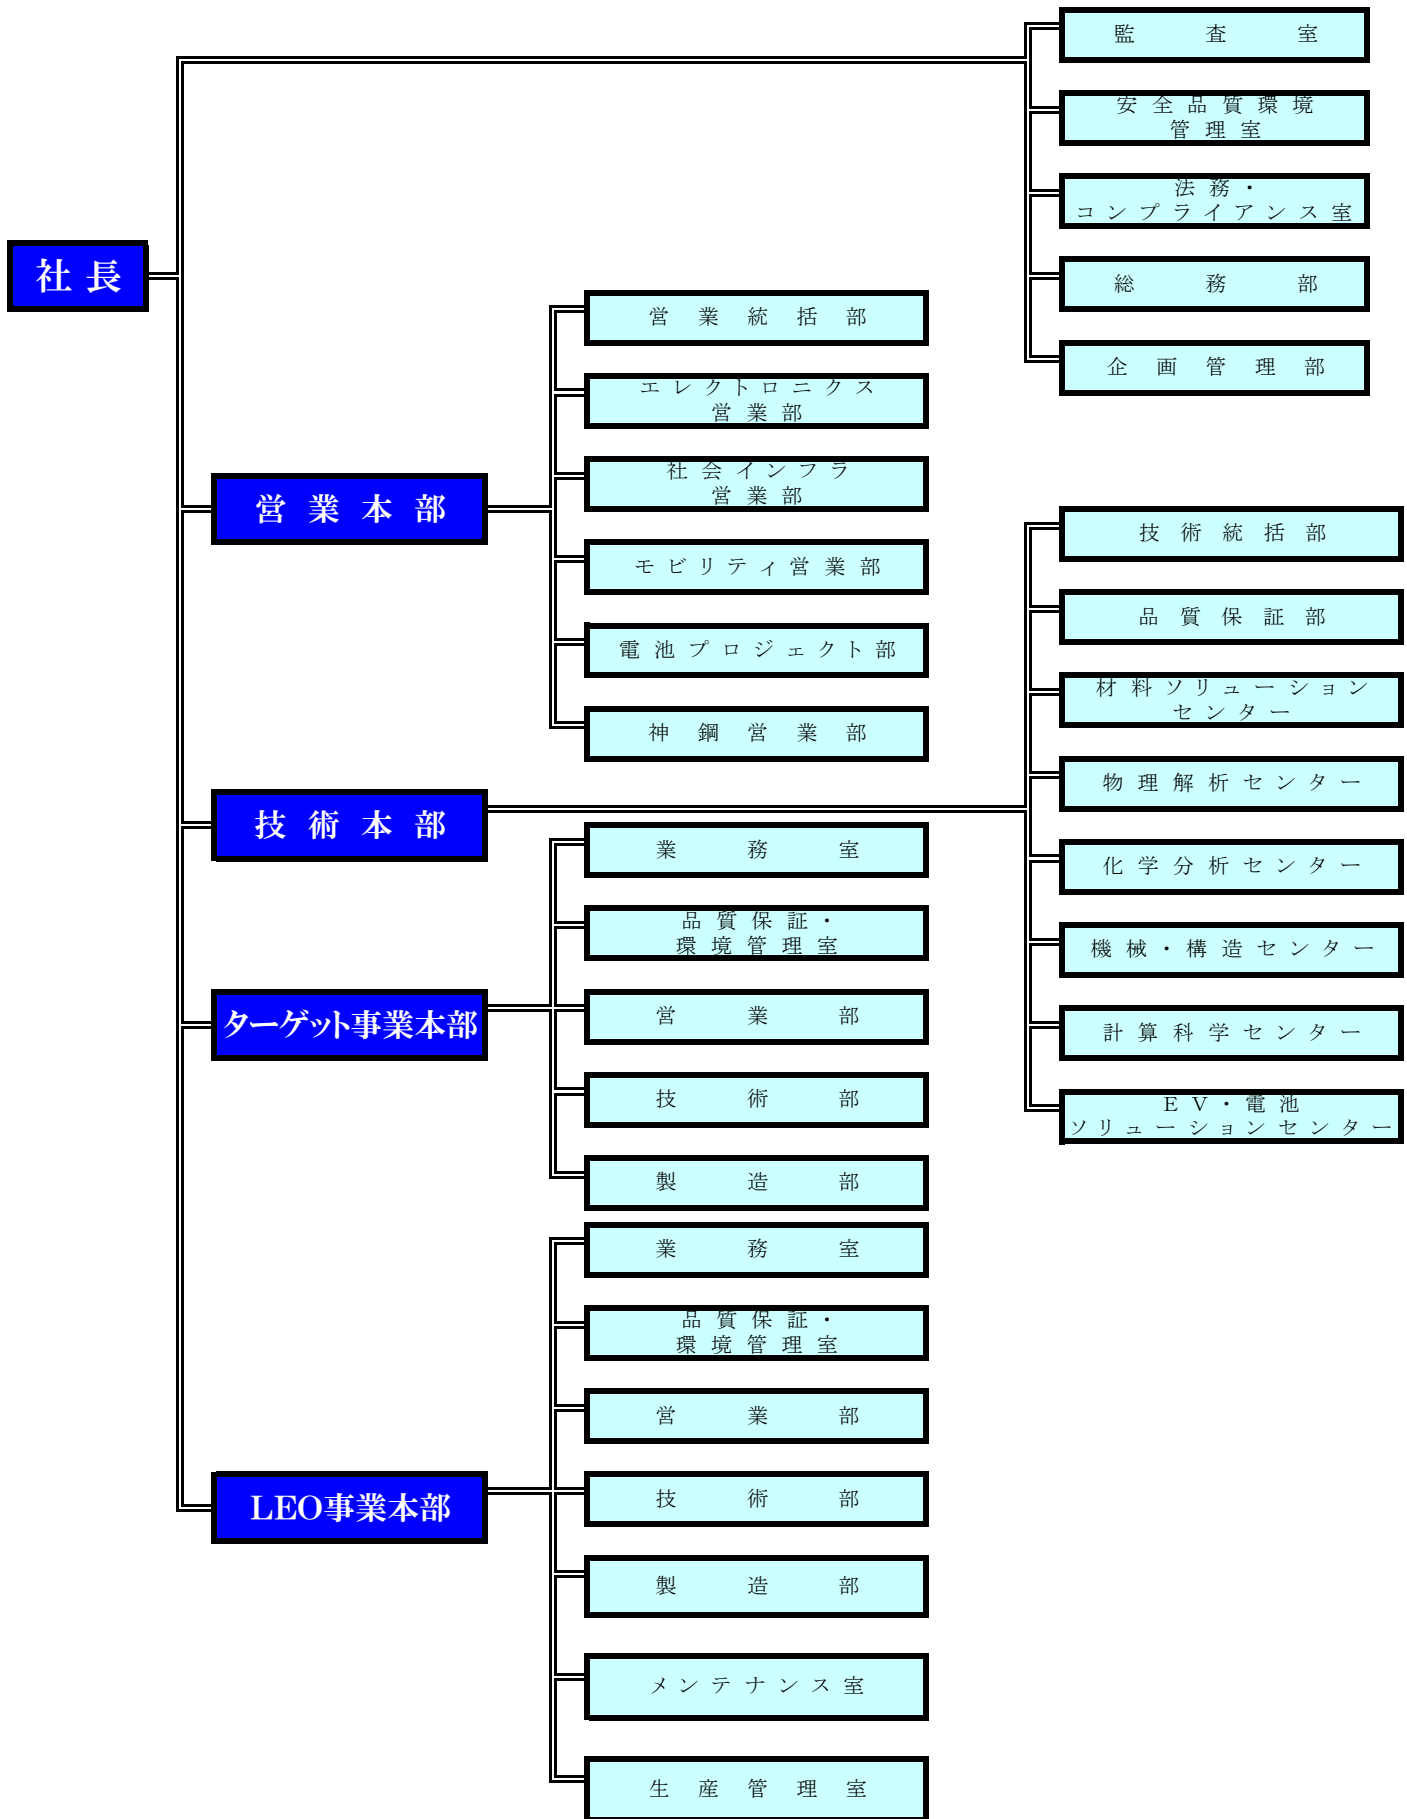 社長
監査室
安全品質環境
管理室
法務・
コンプライアンス室
総務部
企画管理部
営業本部
営業統括部
エレクトロニクス
営業部
社会インフラ
営業部
モビリティ営業部
電池プロジェクト部
神鋼営業部
技術本部
技術統括部
品質保証部
材料ソリューション
センター
物理解析センター
化学分析センター
機械・構造センター
計算科学センター
EV・電池
ソリューションセンター
ターゲット事業本部
業務室
品質保証・
環境管理室
営業部
技術部
製造部
LEO事業本部
業務室
品質保証・
環境管理室
営業部
技術部
製造部
メンテナンス室
生産管理室